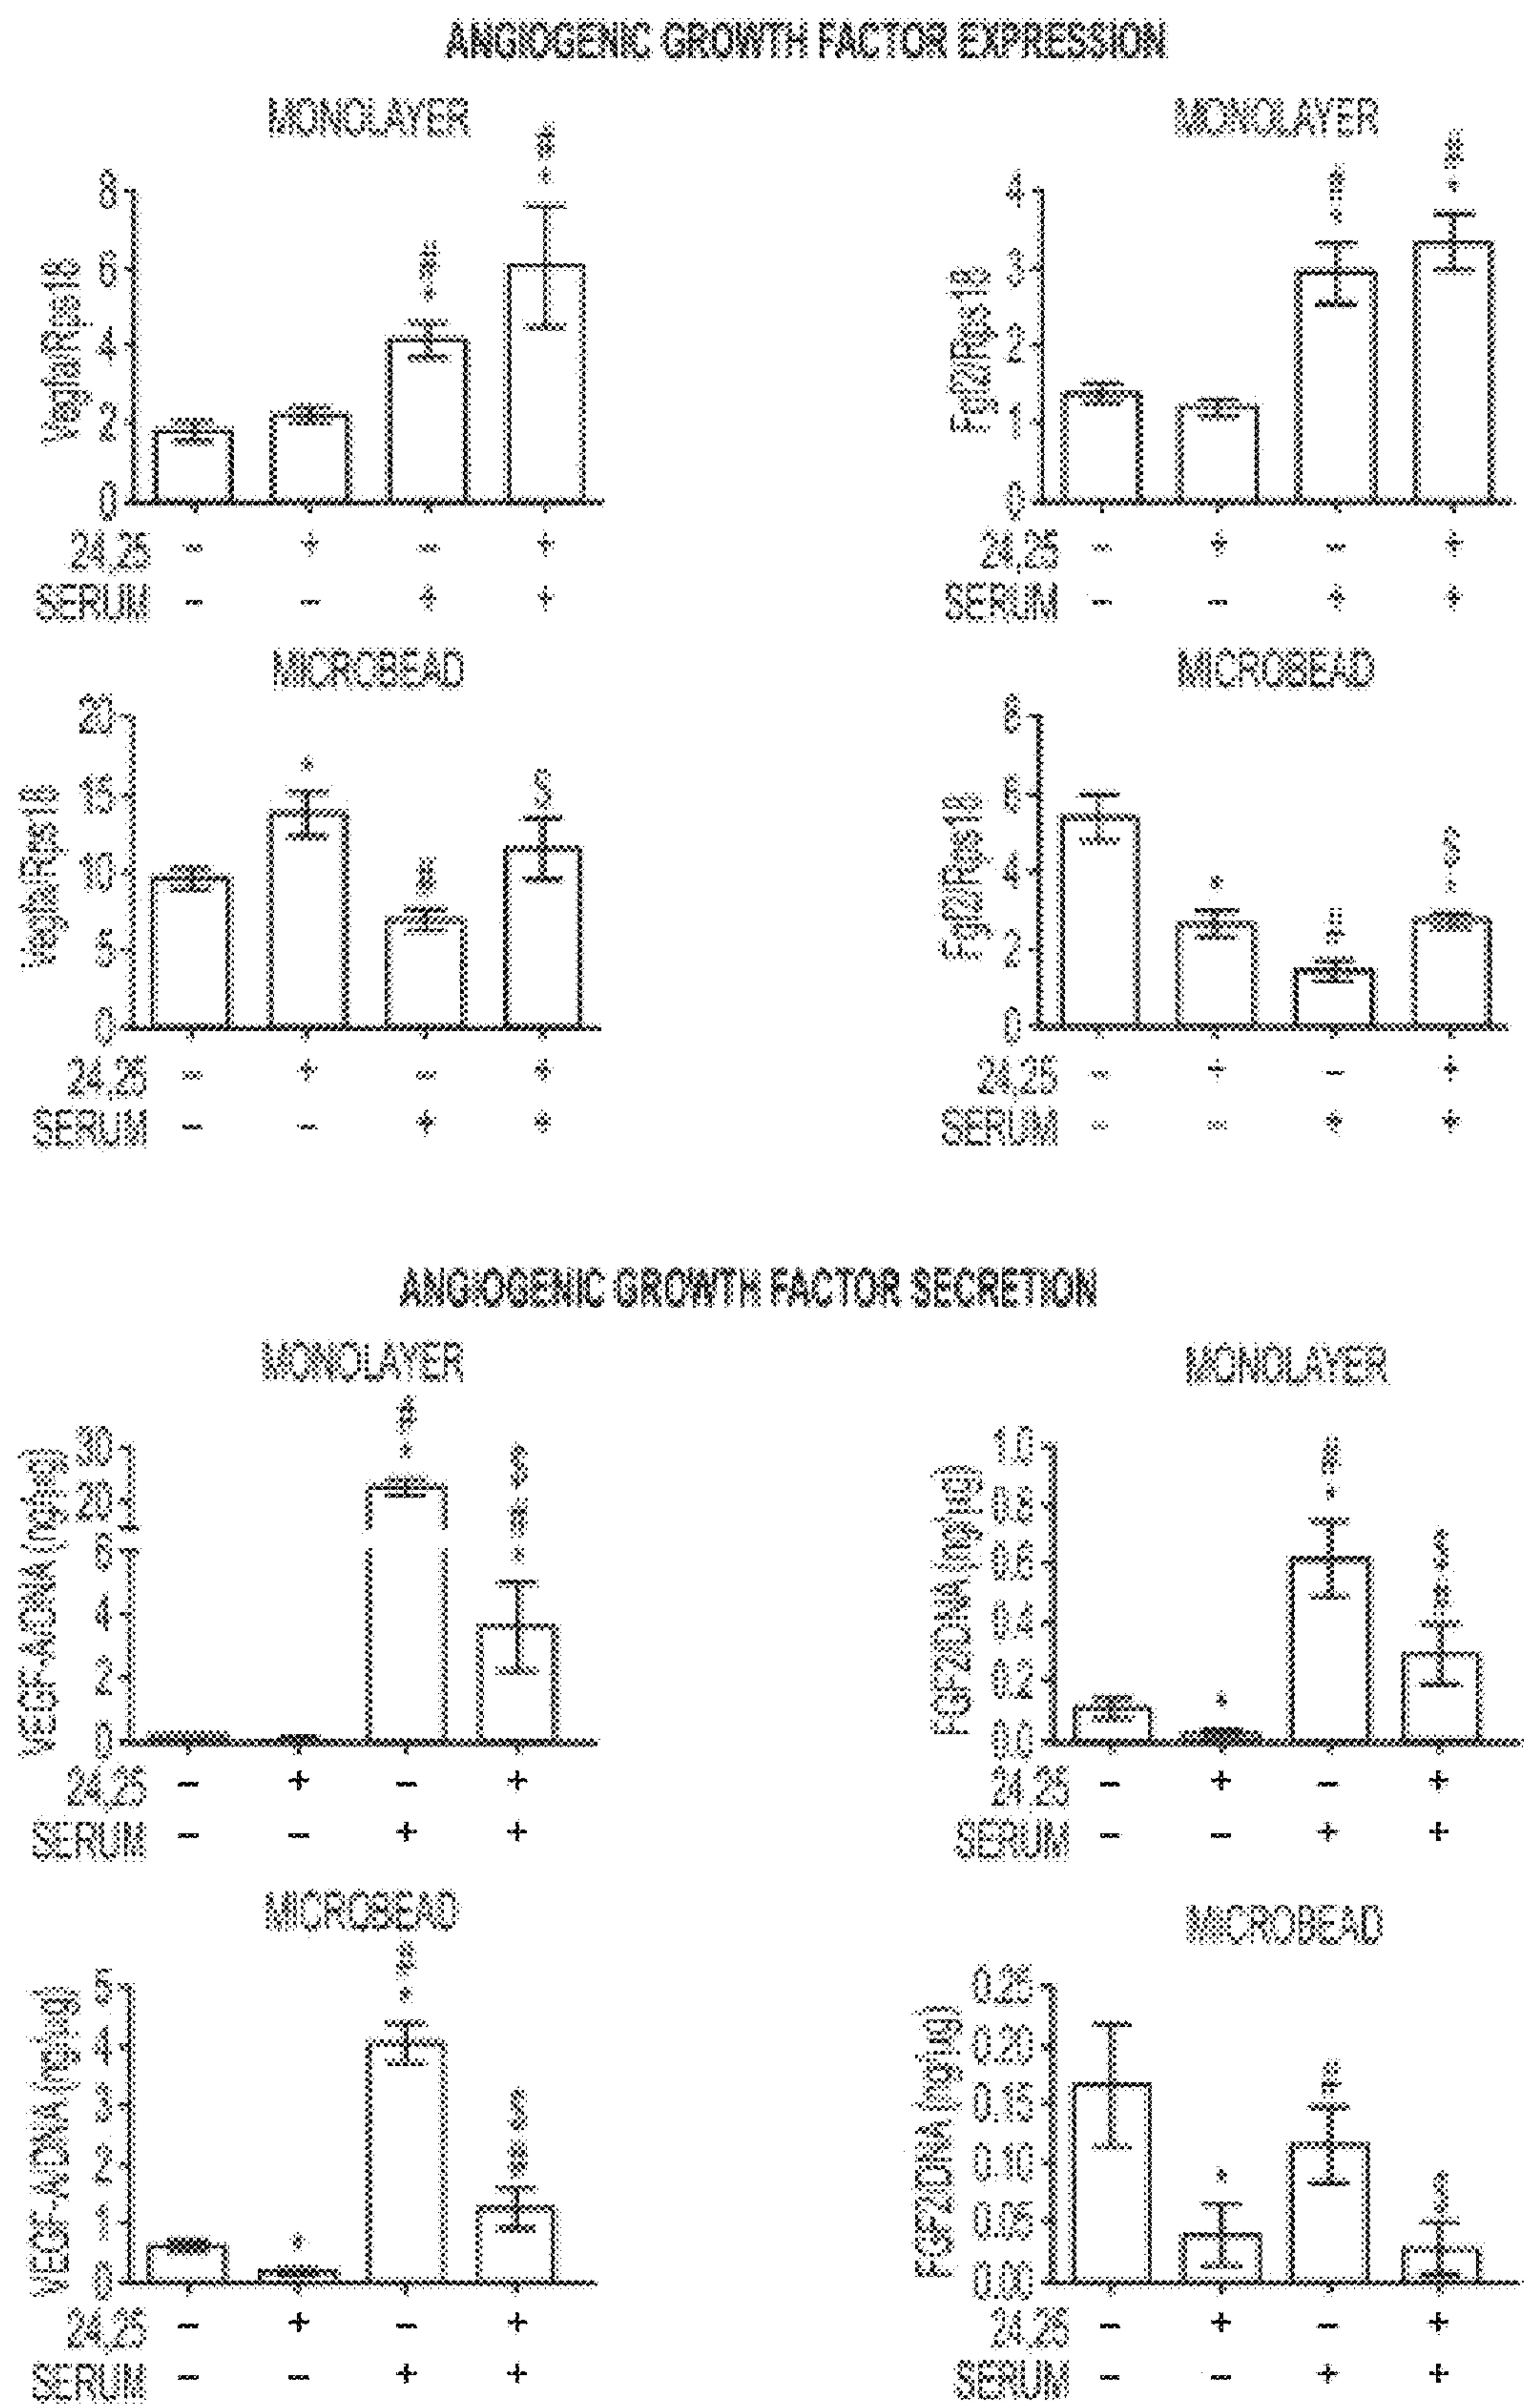 ANGIOGENIC GROWTH FACTOR EXPRESSION
MONOLAYER
# *
# *
8
6
4
2
0
Vegfa/Rps18
24,25 – + – +
SERUM – – + +
MONOLAYER
# *
# *
4
3
2
1
0
Fgf2/Rps18
24,25 – + – +
SERUM – – + +
MICROBEAD
* # $
20
15
10
5
0
Vegfa/Rps18
24,25 – + – +
SERUM – – + +
MICROBEAD
$
8
6
4
2
0
Fgf2/Rps18
24,25 – + – +
SERUM – – + +
ANGIOGENIC GROWTH FACTOR SECRETION
MONOLAYER
# *
$ # *
30
20
6
4
2
0
VEGF-A/DNA (ng/ug)
24,25 – + – +
SERUM – – + +
MONOLAYER
# *
1.0
0.8
0.6
0.4
0.2
0.0
FGF2/DNA (ng/ug)
24,25 – + – +
SERUM – – + +
MICROBEAD
# *
$ #
5
4
3
2
1
0
VEGF-A/DNA (ng/ug)
24,25 – + – +
SERUM – – + +
MICROBEAD
0.25
0.20
0.15
0.10
0.05
0.00
FGF2/DNA (ng/ug)
24,25 – + – +
SERUM – – + +